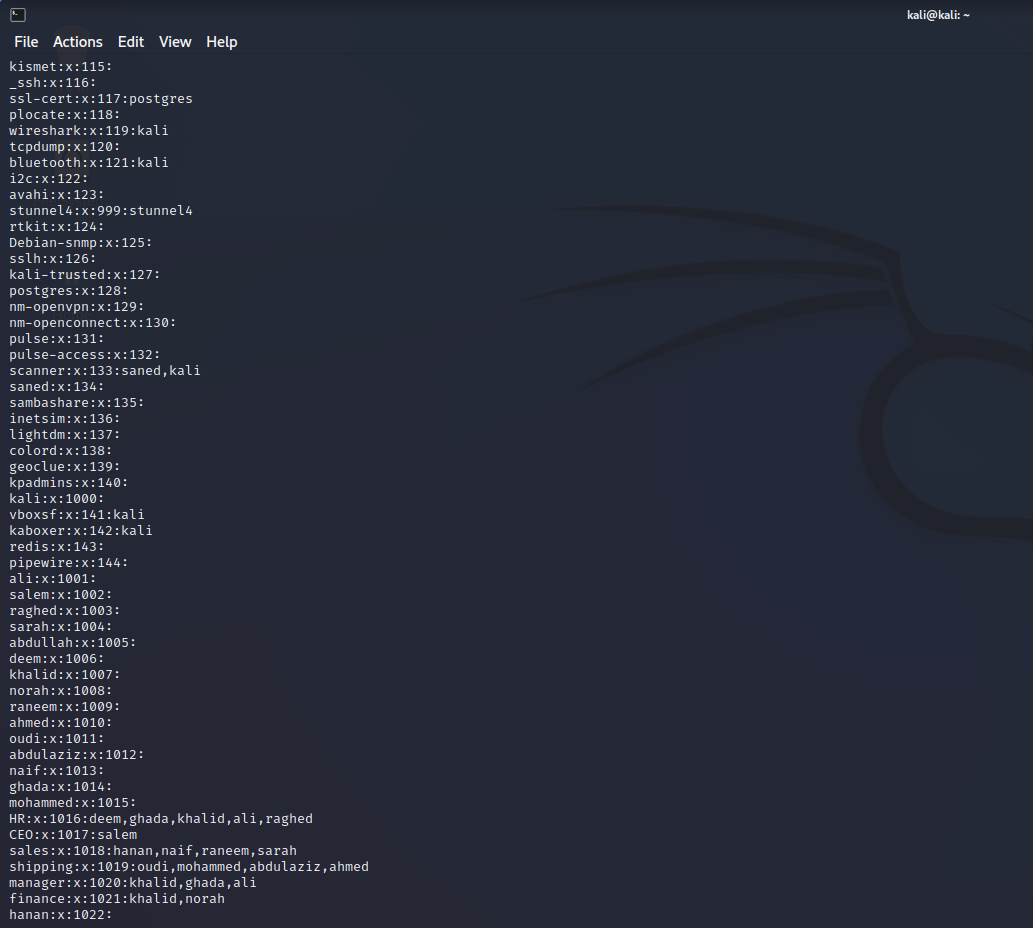 kali@kali: ~
File Actions Edit View Help
kismet:x:115:
_ssh:x:116:
ssl-cert:x:117:postgres
plocate:x:118:
wireshark:x:119:kali
tcpdump:x:120:
bluetooth:x:121:kali
i2c:x:122:
avahi:x:123:
stunnel4:x:999:stunnel4
rtkit:x:124:
Debian-snmp:x:125:
sslh:x:126:
kali-trusted:x:127:
postgres:x:128:
nm-openvpn:x:129:
nm-openconnect:x:130:
pulse:x:131:
pulse-access:x:132:
scanner:x:133:saned,kali
saned:x:134:
sambashare:x:135:
inetsim:x:136:
lightdm:x:137:
colord:x:138:
geoclue:x:139:
kpadmins:x:140:
kali:x:1000:
vboxsf:x:141:kali
kaboxer:x:142:kali
redis:x:143:
pipewire:x:144:
ali:x:1001:
salem:x:1002:
raghed:x:1003:
sarah:x:1004:
abdullah:x:1005:
deem:x:1006:
khalid:x:1007:
norah:x:1008:
raneem:x:1009:
ahmed:x:1010:
oudi:x:1011:
abdulaziz:x:1012:
naif:x:1013:
ghada:x:1014:
mohammed:x:1015:
HR:x:1016:deem,ghada,khalid,ali,raghed
CEO:x:1017:salem
sales:x:1018:hanan,naif,raneem,sarah
shipping:x:1019:oudi,mohammed,abdulaziz,ahmed
manager:x:1020:khalid,ghada,ali
finance:x:1021:khalid,norah
hanan:x:1022: